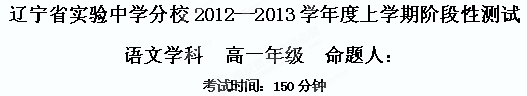 辽宁省实验中学分校 2012—2013 学年度上学期阶段性测试
语文学科 高一年级 命题人：
考试时间：150 分钟